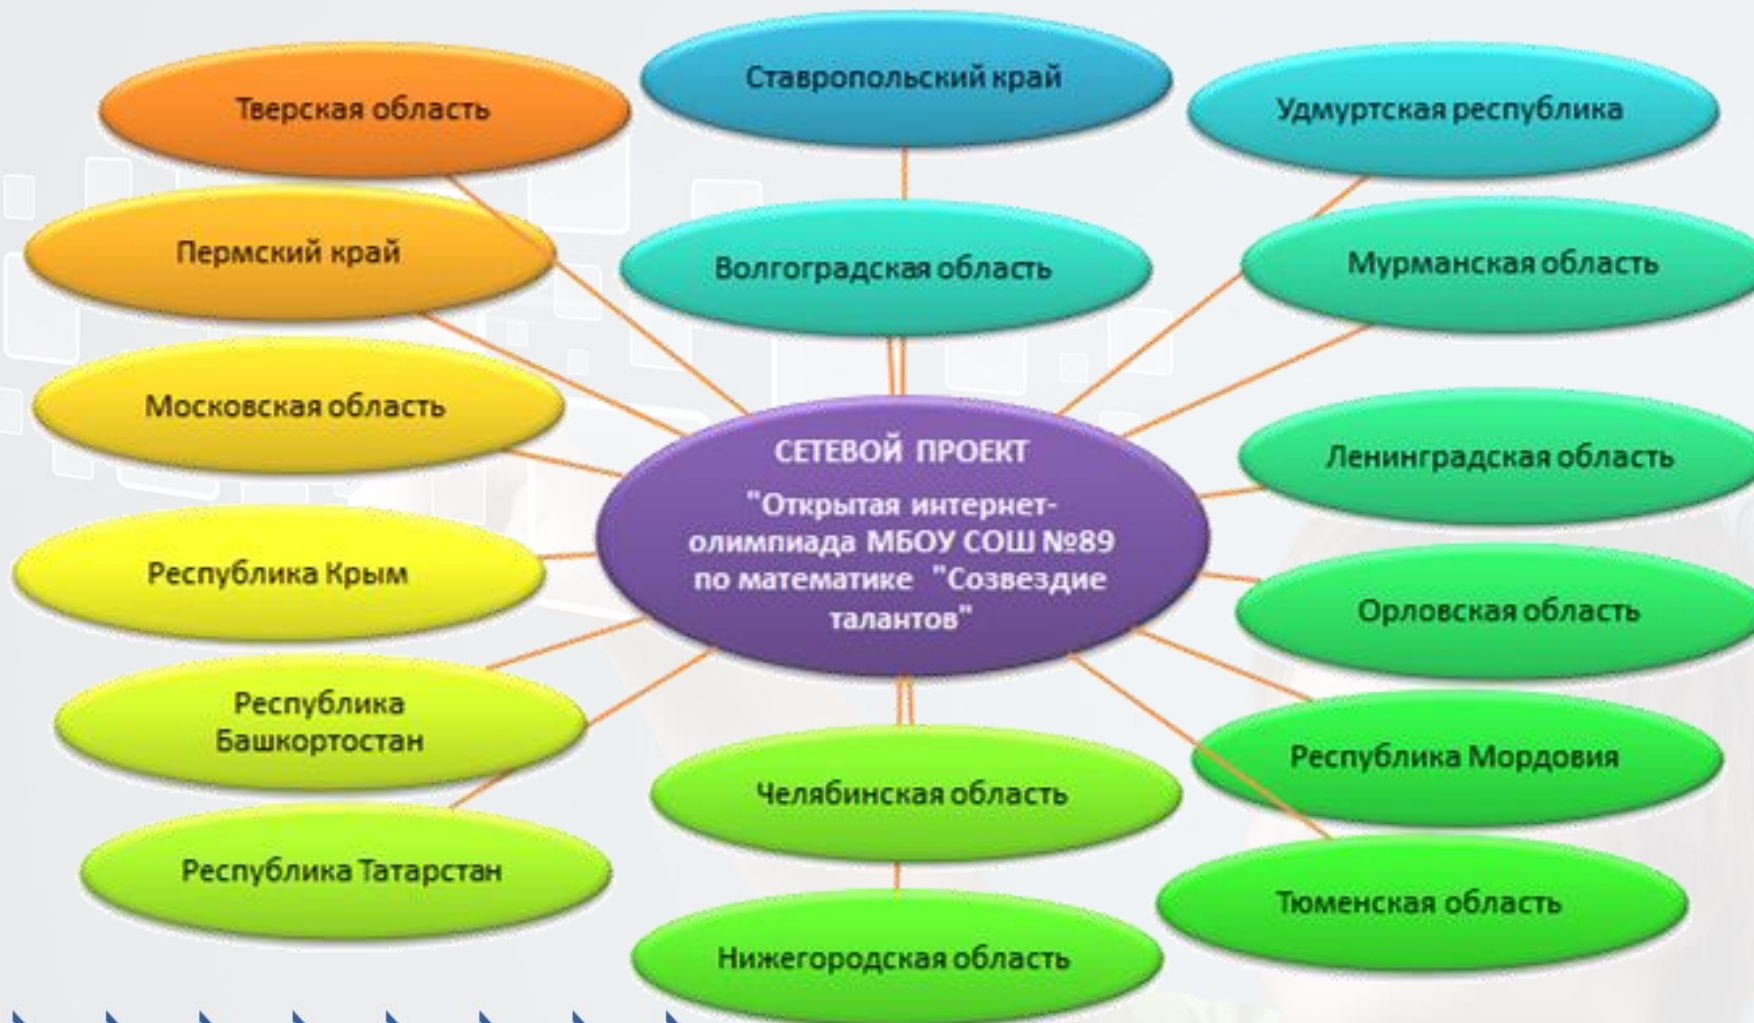 Ставропольский край
Тверская область
Удмуртская республика
Пермский край
Волгоградская область
Мурманская область
Московская область
СЕТЕВОЙ ПРОЕКТ
"Открытая интернет-
олимпиада МБОУ СОШ №89
по математике "Созвездие
талантов"
Ленинградская область
Республика Крым
Орловская область
Республика
Башкортостан
Республика Мордовия
Челябинская область
Республика Татарстан
Тюменская область
Нижегородская область